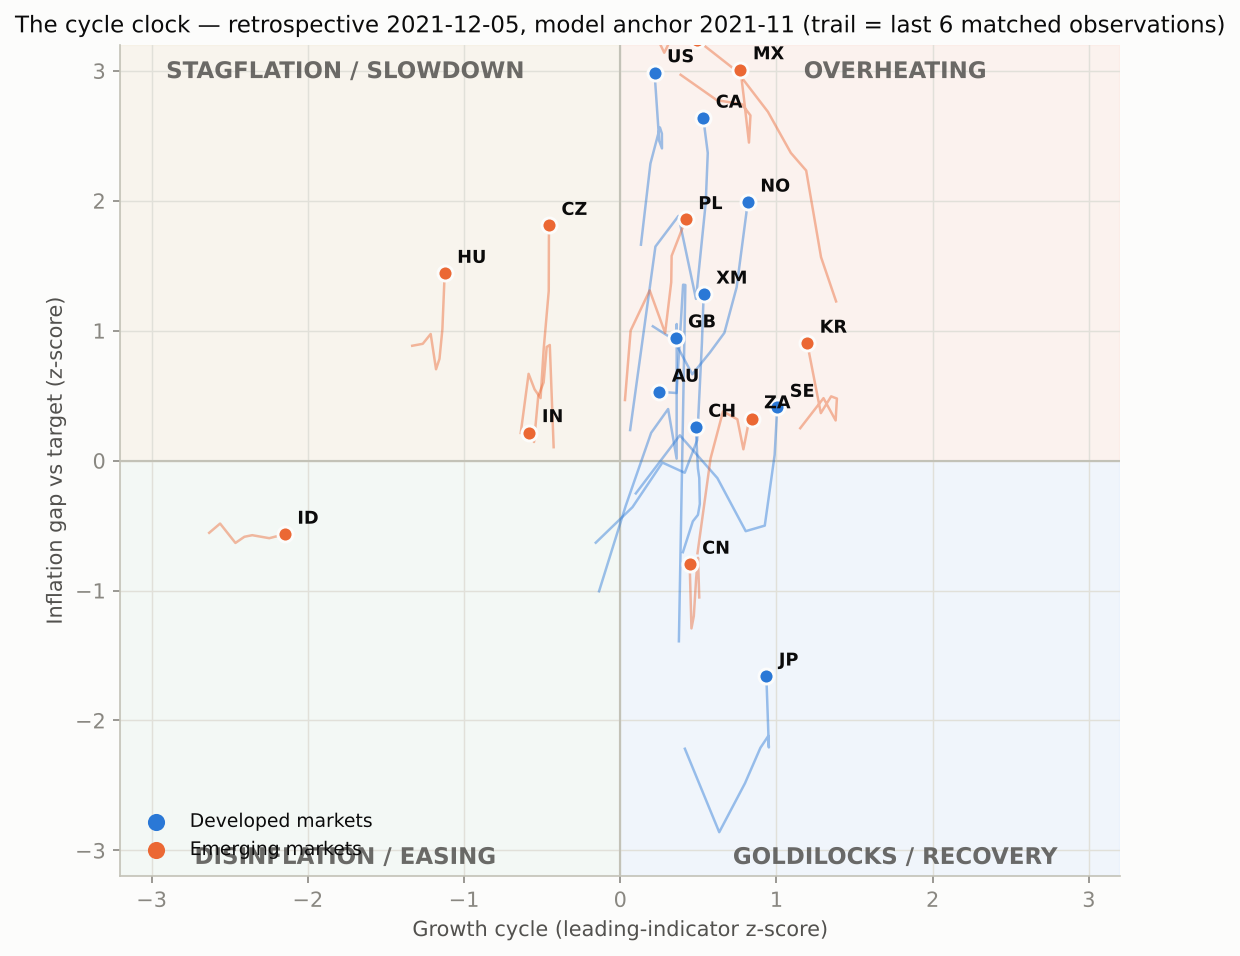 The cycle clock — retrospective 2021-12-05, model anchor 2021-11 (trail = last 6 matched observations)
STAGFLATION / SLOWDOWN
OVERHEATING
US
MX
CA
NO
PL
CZ
HU
XM
GB
KR
AU
SE
ZA
CH
IN
ID
CN
JP
Developed markets
Emerging markets
DISINFLATION / EASING
GOLDILOCKS / RECOVERY
3
2
1
0
−1
−2
−3
−3
−2
−1
0
1
2
3
Inflation gap vs target (z-score)
Growth cycle (leading-indicator z-score)